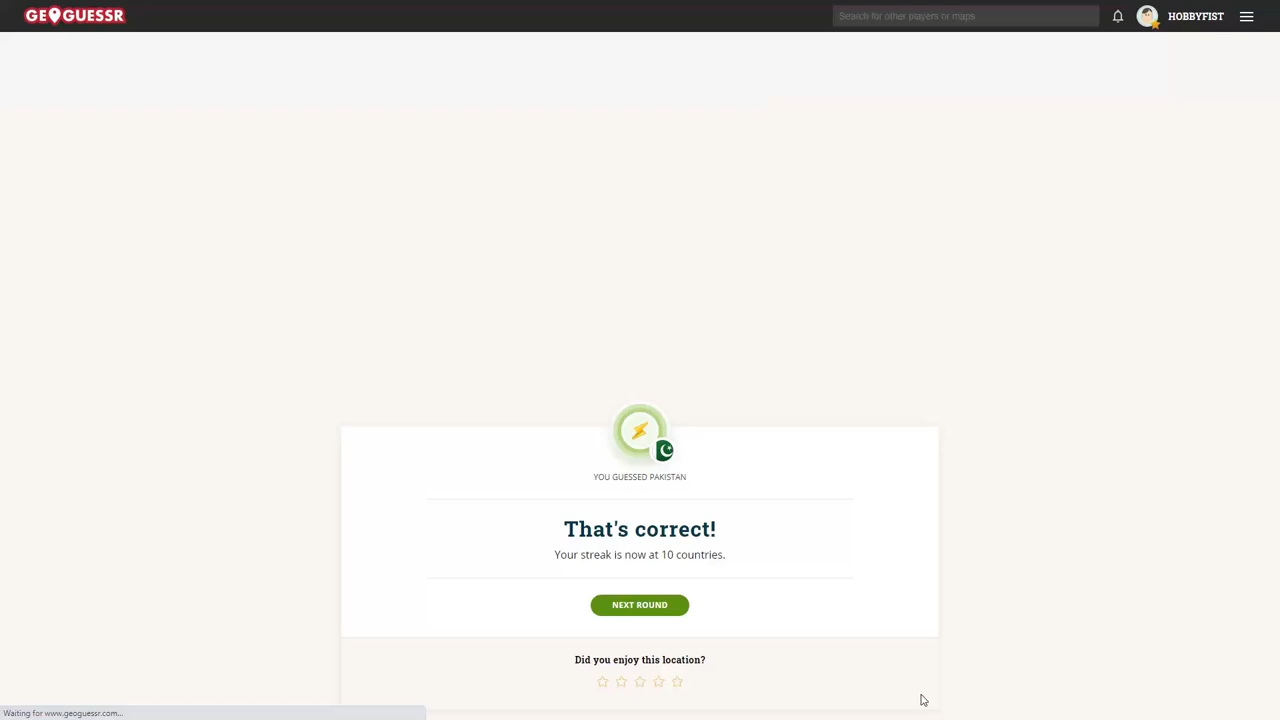 GEOGUESSR
Search for other players or maps
HOBBYFIST
YOU GUESSED PAKISTAN
That's correct!
Your streak is now at 10 countries.
NEXT ROUND
Did you enjoy this location?
Waiting for www.geoguessr.com...